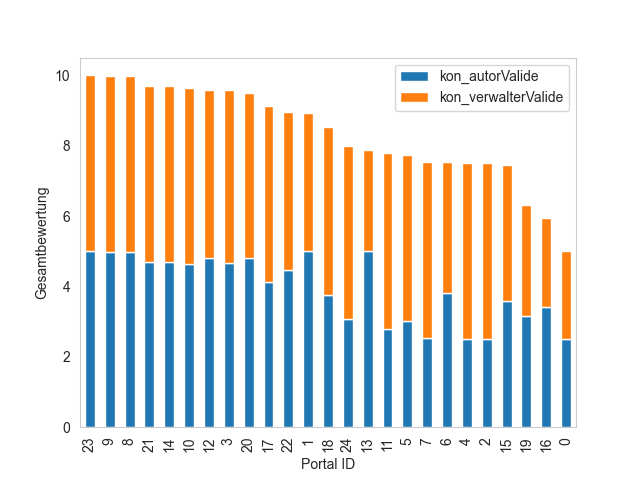 kon_autorValide
kon_verwalterValide
Gesamtbewertung
10
8
6
4
2
0
23 9 8 21 14 10 12 3 20 17 22 1 18 24 13 11 5 7 6 4 2 15 19 16 0
Portal ID